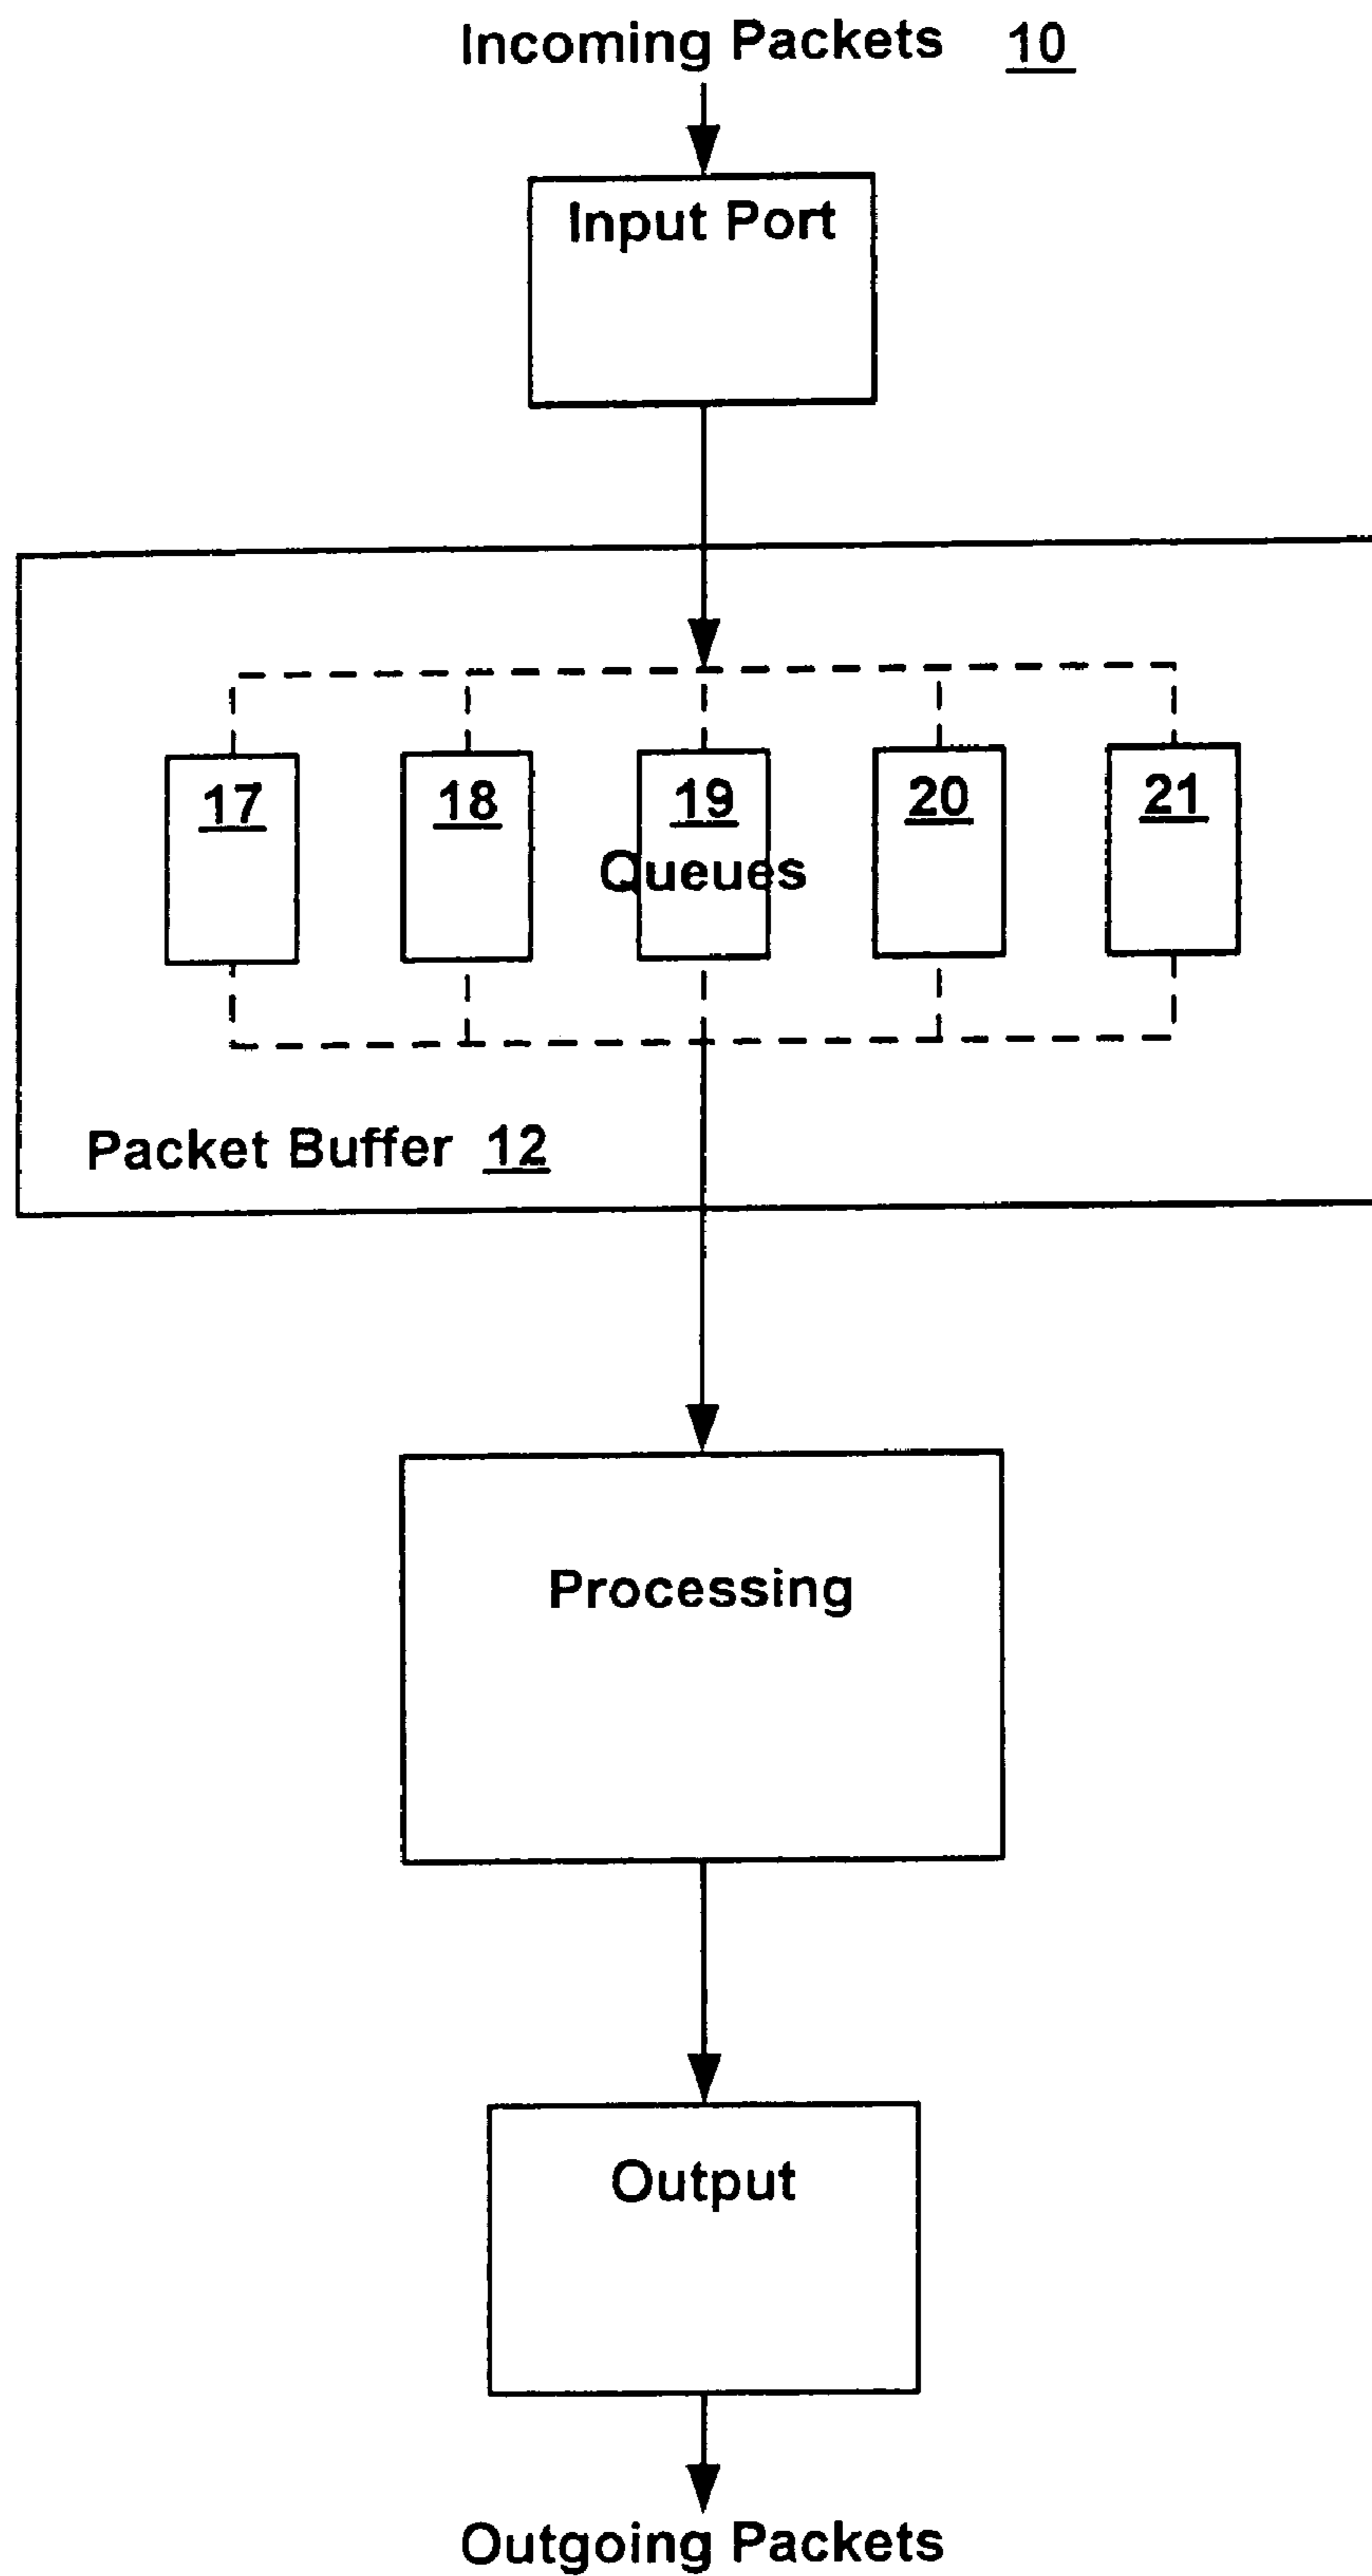 Incoming Packets 10
Input Port
17 18 19 20 21
Queues
Packet Buffer 12
Processing
Output
Outgoing Packets